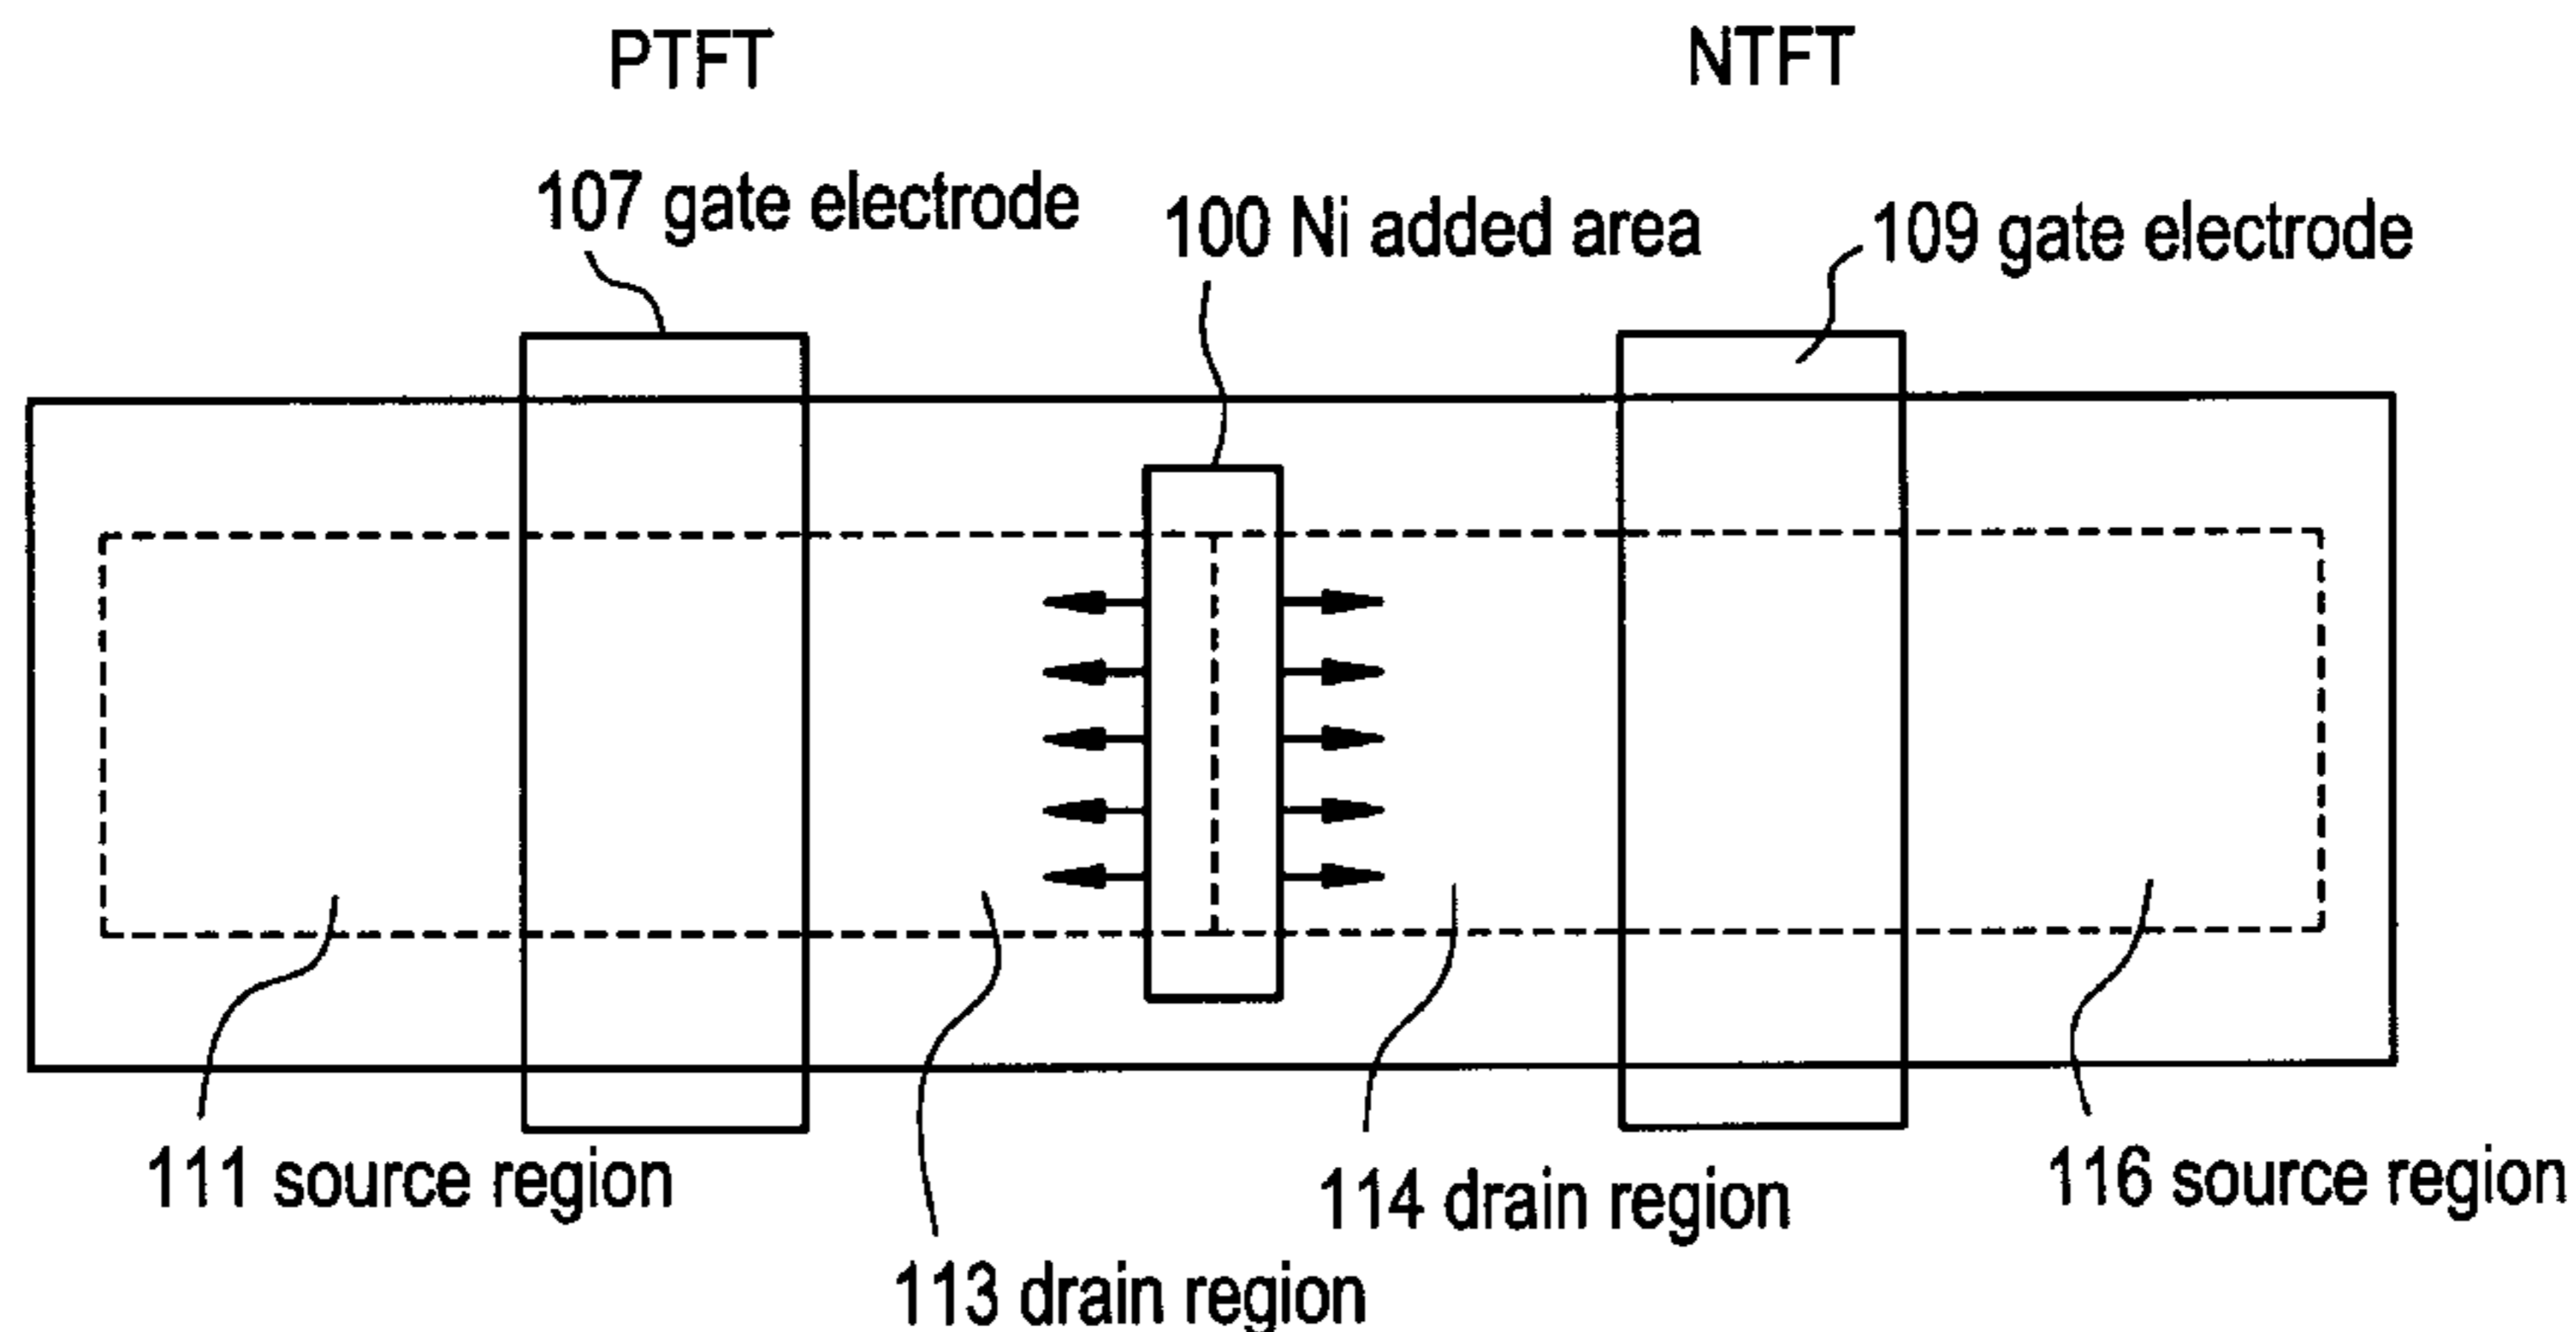 PTFT
NTFT
107 gate electrode
100 Ni added area
109 gate electrode
111 source region
113 drain region
114 drain region
116 source region